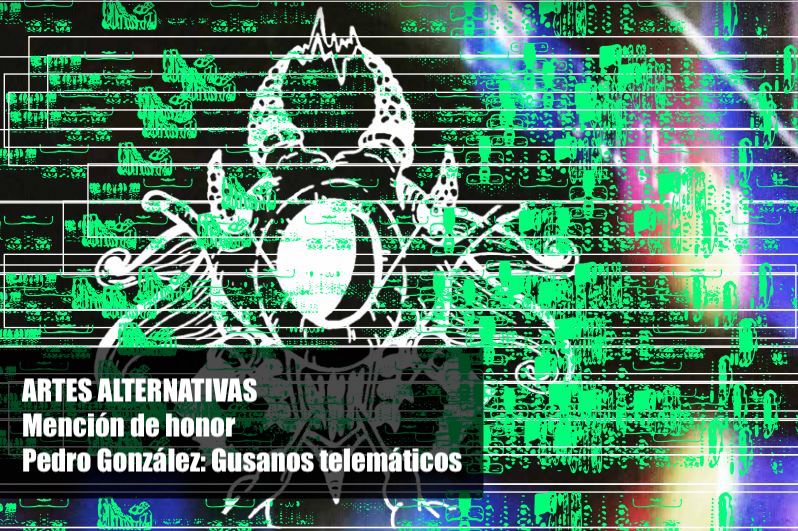 ARTES ALTERNATIVAS
Mención de honor
Pedro González: Gusanos telemáticos